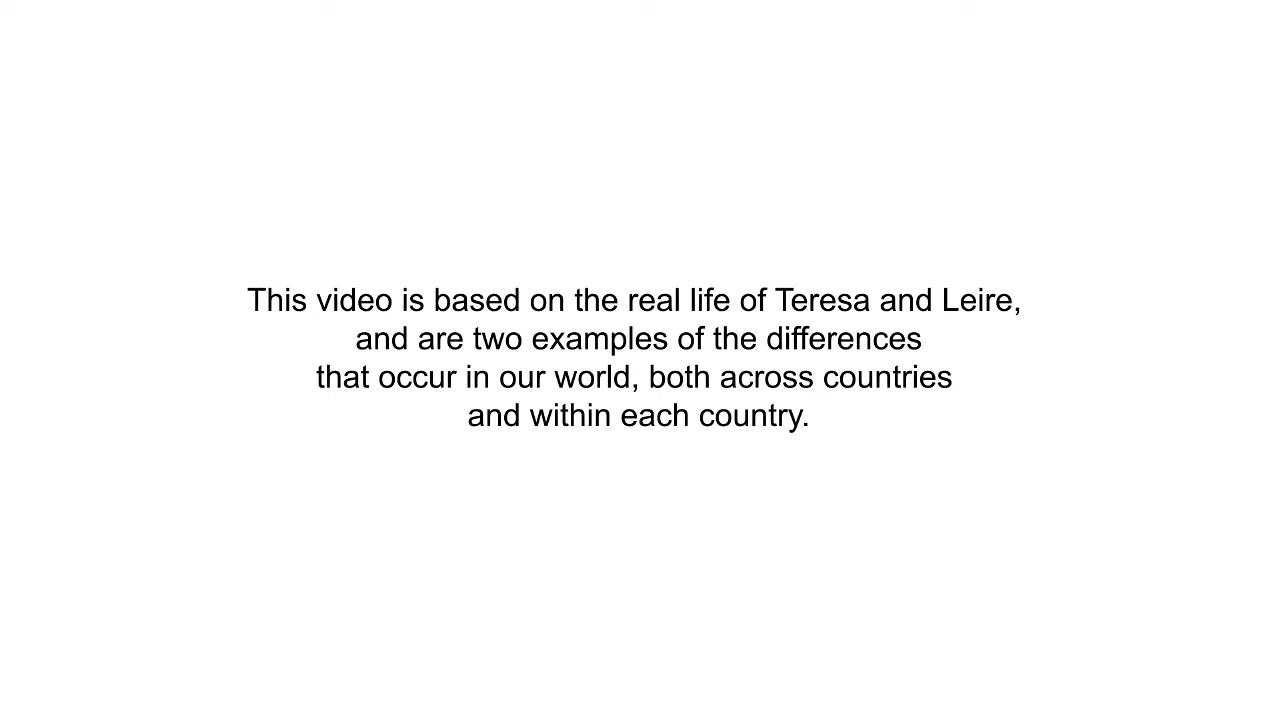 This video is based on the real life of Teresa and Leire,
and are two examples of the differences
that occur in our world, both across countries
and within each country.